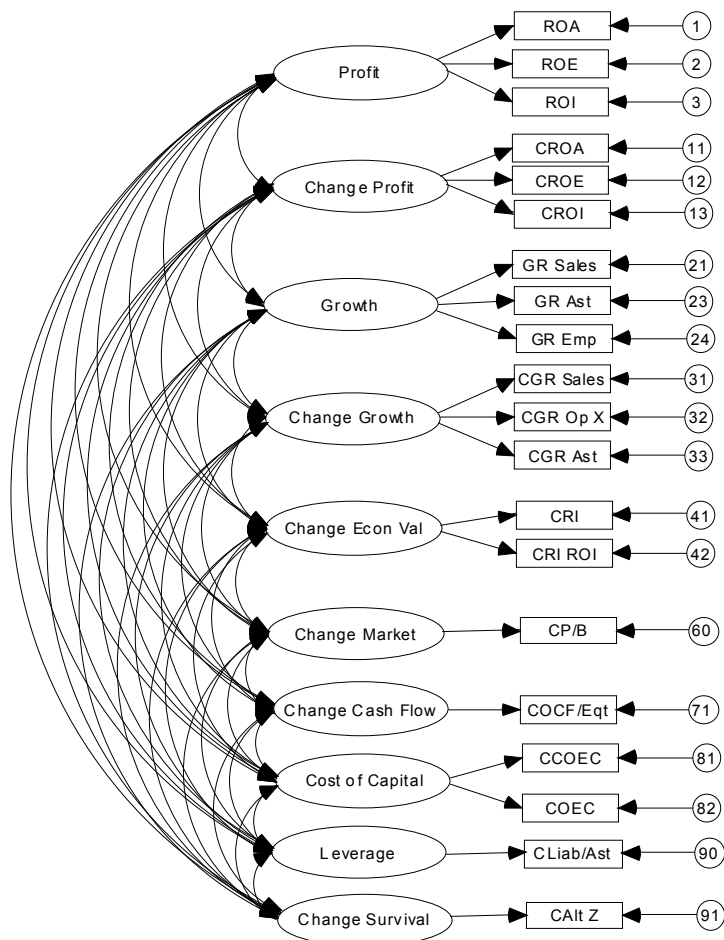 ROA 1
Profit ROE 2
ROI 3
CROA 11
Change Profit CROE 12
CROI 13
GR Sales 21
Growth GR Ast 23
GR Emp 24
CGR Sales 31
Change Growth CGR Op X 32
CGR Ast 33
CRI 41
Change Econ Val
CRI ROI 42
Change Market CP/B 60
Change Cash Flow COCF/Eqt 71
CCOEC 81
Cost of Capital
COEC 82
Leverage CLiab/Ast 90
Change Survival CAlt Z 91